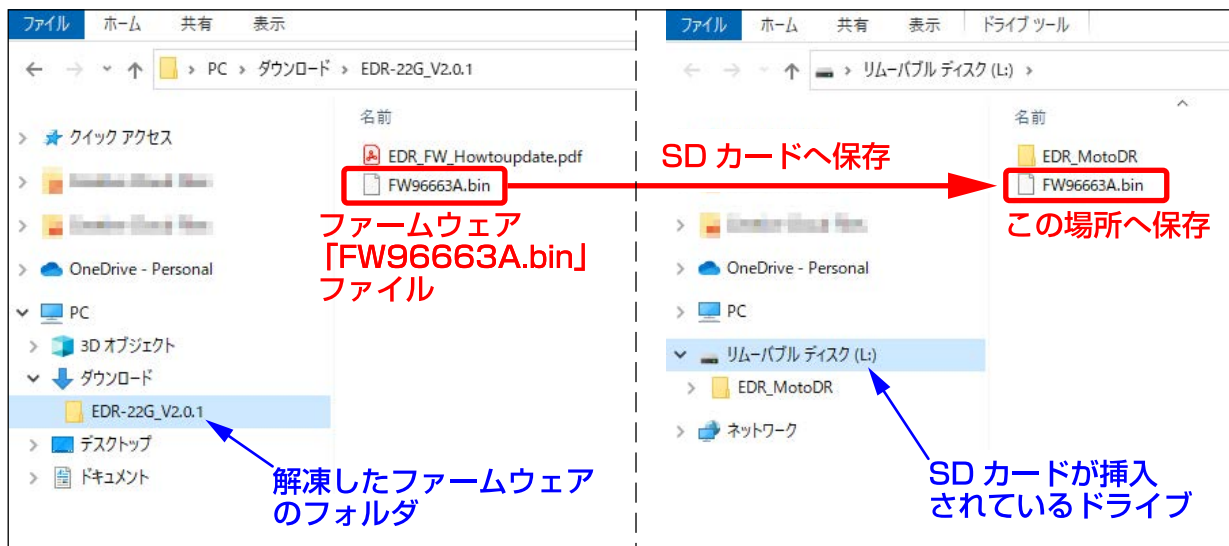 ファイル ホーム 共有 表示
PC › ダウンロード › EDR-22G_V2.0.1
名前
クイック アクセス
EDR_FW_Howtoupdate.pdf
FW96663A.bin
ファームウェア
「FW96663A.bin」
ファイル
OneDrive - Personal
PC
3D オブジェクト
ダウンロード
EDR-22G_V2.0.1
デスクトップ
ドキュメント
解凍したファームウェア
のフォルダ
SD カードへ保存
ファイル ホーム 共有 表示 ドライブ ツール
リムーバブル ディスク (L:) ›
名前
EDR_MotoDR
FW96663A.bin
この場所へ保存
OneDrive - Personal
PC
リムーバブル ディスク (L:)
EDR_MotoDR
ネットワーク
SD カードが挿入
されているドライブ